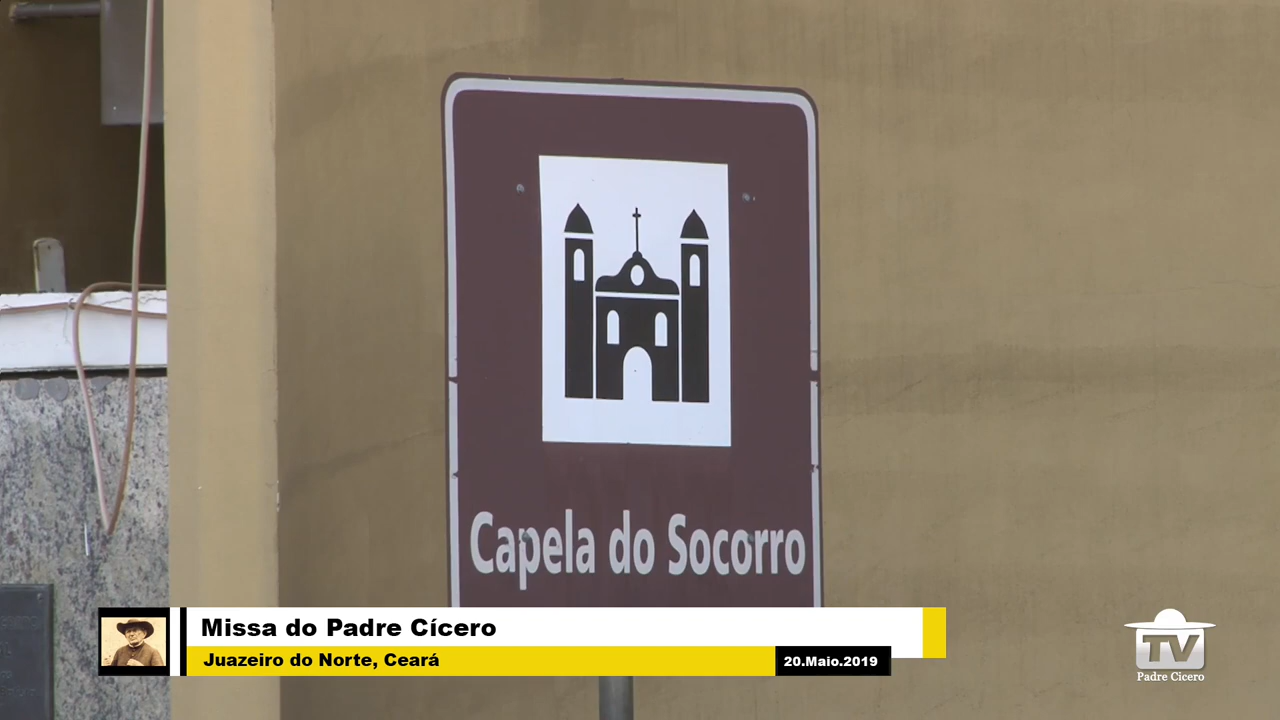 Capela do Socorro
Missa do Padre Cícero
Juazeiro do Norte, Ceará
20.Maio.2019
TV
Padre Cicero